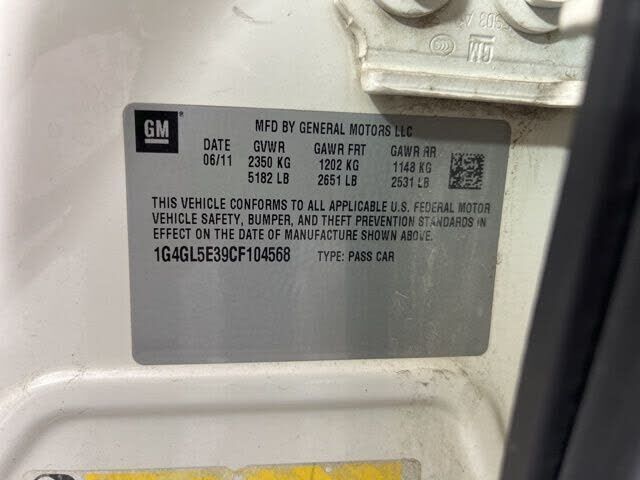 GM
GM
MFD BY GENERAL MOTORS LLC
DATE GVWR GAWR FRT GAWR RR
06/11 2350 KG 1202 KG 1148 KG
5182 LB 2651 LB 2531 LB
THIS VEHICLE CONFORMS TO ALL APPLICABLE U.S. FEDERAL MOTOR
VEHICLE SAFETY, BUMPER, AND THEFT PREVENTION STANDARDS IN
EFFECT ON THE DATE OF MANUFACTURE SHOWN ABOVE.
1G4GL5E39CF104568 TYPE: PASS CAR